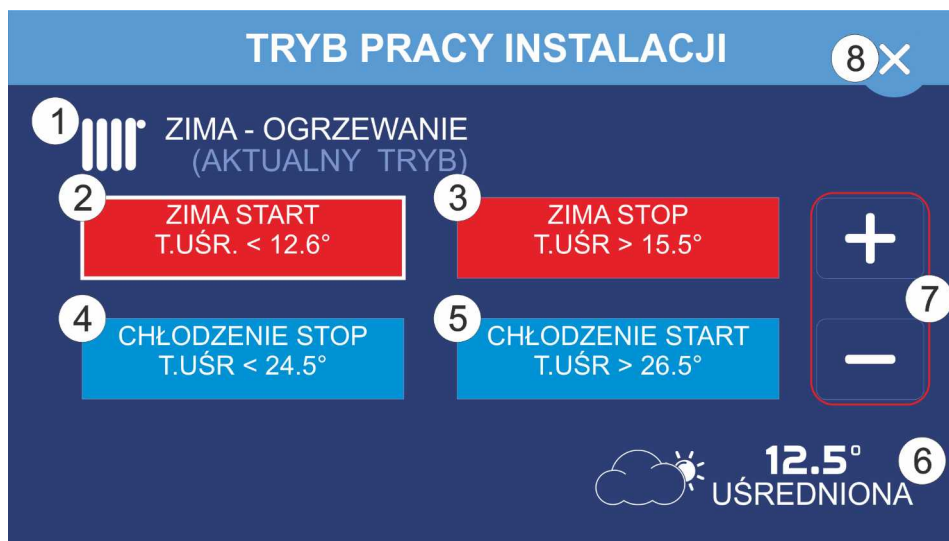 TRYB PRACY INSTALACJI
8
1
ZIMA - OGRZEWANIE
(AKTUALNY TRYB)
2
ZIMA START
T.UŚR. < 12.6°
3
ZIMA STOP
T.UŚR > 15.5°
4
CHŁODZENIE STOP
T.UŚR < 24.5°
5
CHŁODZENIE START
T.UŚR > 26.5°
+
7
−
12.5°
6
UŚREDNIONA